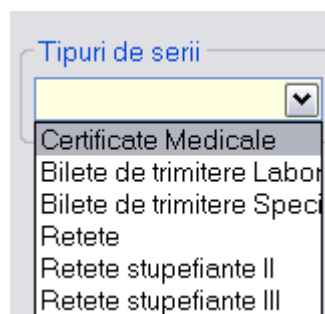 Tipuri de serii
Certificate Medicale
Bilete de trimitere Labor
Bilete de trimitere Speci
Retete
Retete stupefiante II
Retete stupefiante III